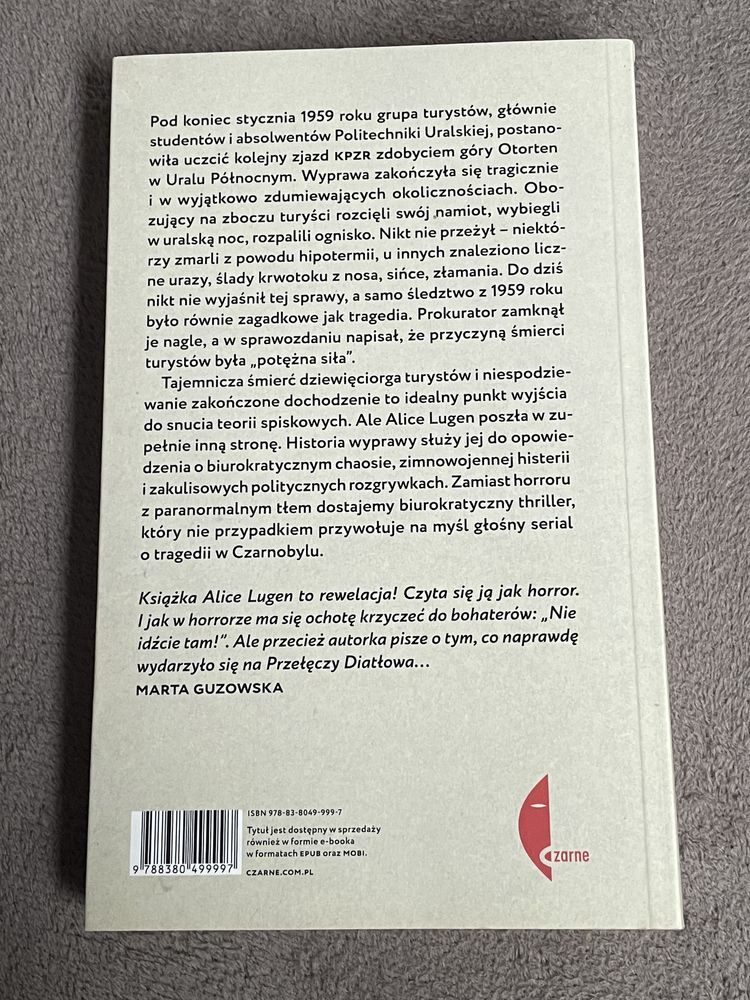 Pod koniec stycznia 1959 roku grupa turystów, głównie
studentów i absolwentów Politechniki Uralskiej, postano-
wiła uczcić kolejny zjazd KPZR zdobyciem góry Otorten
w Uralu Północnym. Wyprawa zakończyła się tragicznie
i w wyjątkowo zdumiewających okolicznościach. Obo-
zujący na zboczu turyści rozcięli swój namiot, wybiegli
w uralską noc, rozpalili ognisko. Nikt nie przeżył – niektó-
rzy zmarli z powodu hipotermii, u innych znaleziono licz-
ne urazy, ślady krwotoku z nosa, sińce, złamania. Do dziś
nikt nie wyjaśnił tej sprawy, a samo śledztwo z 1959 roku
było równie zagadkowe jak tragedia. Prokurator zamknął
je nagle, a w sprawozdaniu napisał, że przyczyną śmierci
turystów była „potężna siła”.
Tajemnicza śmierć dziewięciorga turystów i niespodzie-
wanie zakończone dochodzenie to idealny punkt wyjścia
do snucia teorii spiskowych. Ale Alice Lugen poszła w zu-
pełnie inną stronę. Historia wyprawy służy jej do opowie-
dzenia o biurokratycznym chaosie, zimnowojennej histerii
i zakulisowych politycznych rozgrywkach. Zamiast horroru
z paranormalnym tłem dostajemy biurokratyczny thriller,
który nie przypadkiem przywołuje na myśl głośny serial
o tragedii w Czarnobylu.
Książka Alice Lugen to rewelacja! Czyta się ją jak horror.
I jak w horrorze ma się ochotę krzyczeć do bohaterów: „Nie
idźcie tam!”. Ale przecież autorka pisze o tym, co naprawdę
wydarzyło się na Przełęczy Diatłowa...
MARTA GUZOWSKA
ISBN 978-83-8049-999-7
Tytuł jest dostępny w sprzedaży
również w formie e-booka
w formatach EPUB oraz MOBI.
CZARNE.COM.PL
9 788380 499997
czarne